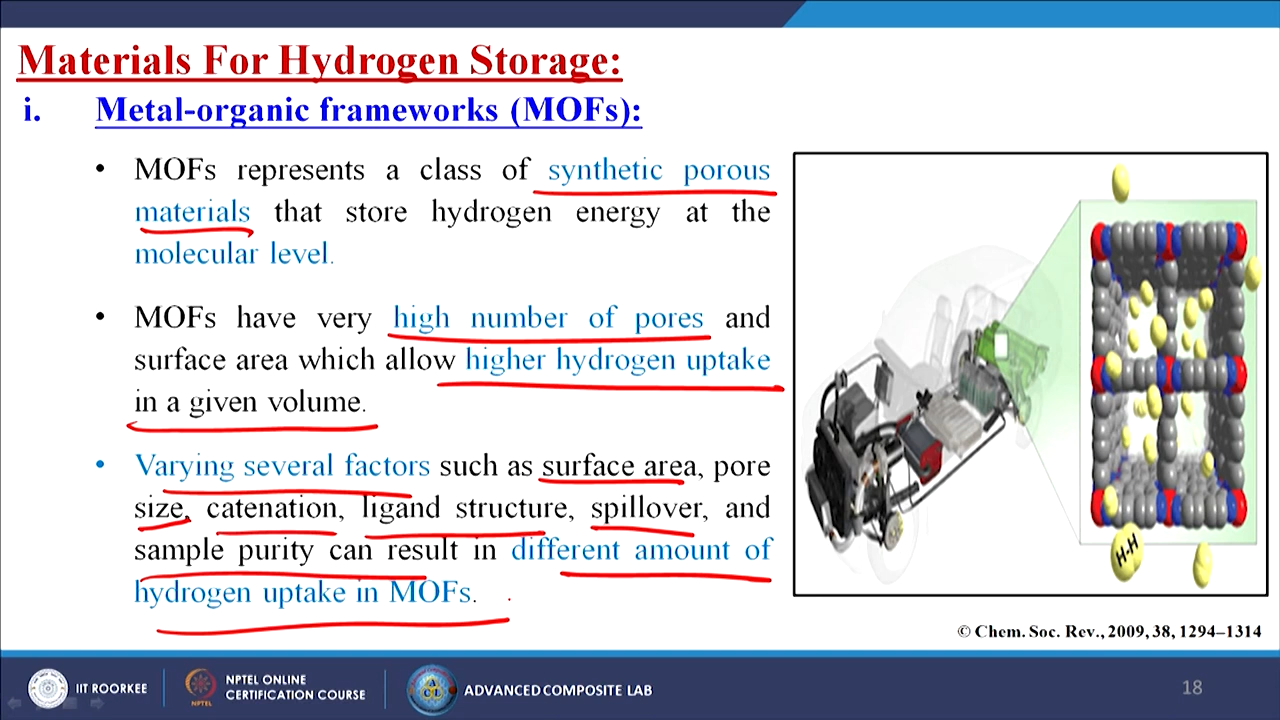 Materials For Hydrogen Storage:
i. Metal-organic frameworks (MOFs):
• MOFs represents a class of synthetic porous
materials that store hydrogen energy at the
molecular level.
• MOFs have very high number of pores and
surface area which allow higher hydrogen uptake
in a given volume.
• Varying several factors such as surface area, pore
size, catenation, ligand structure, spillover, and
sample purity can result in different amount of
hydrogen uptake in MOFs.
H-H
© Chem. Soc. Rev., 2009, 38, 1294–1314
IIT ROORKEE
NPTEL ONLINE
CERTIFICATION COURSE
NPTEL
ACL
ADVANCED COMPOSITE LAB
18